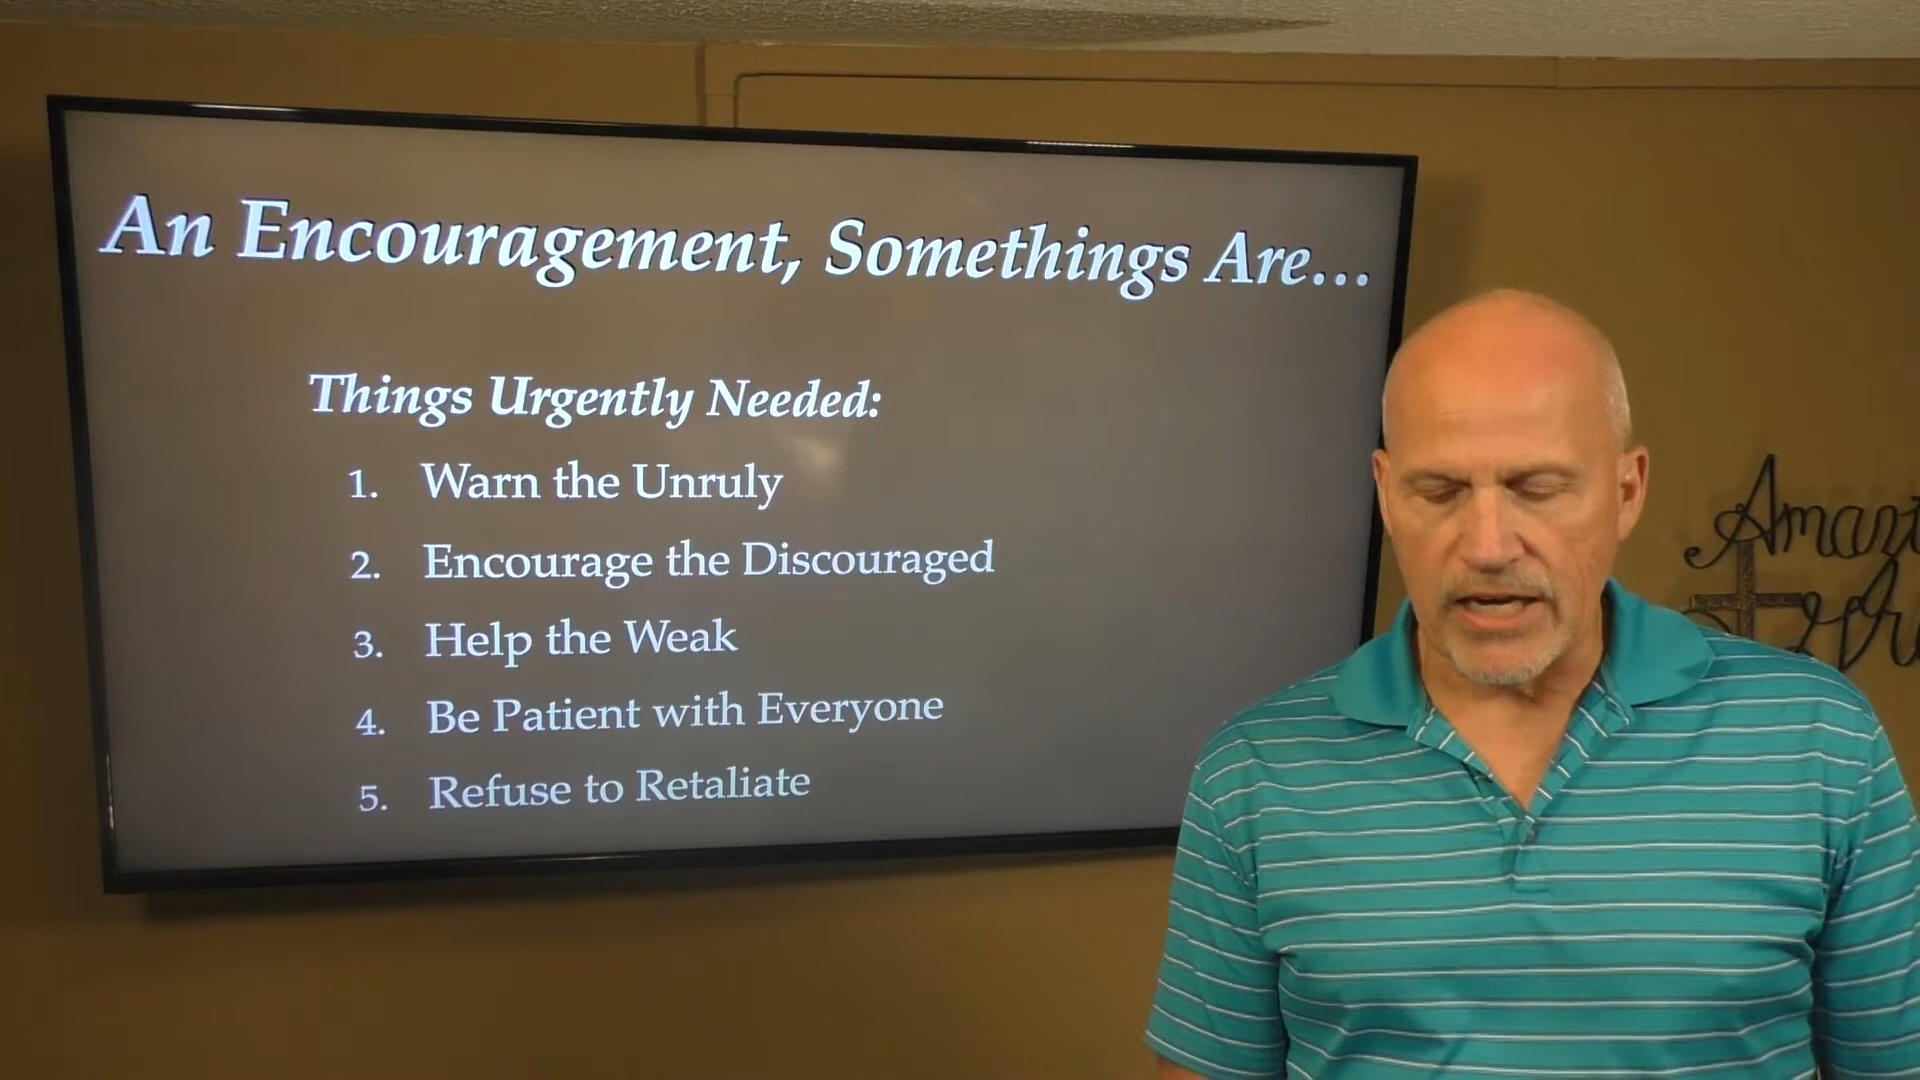 An Encouragement, Somethings Are...
Things Urgently Needed:
1. Warn the Unruly
2. Encourage the Discouraged
3. Help the Weak
4. Be Patient with Everyone
5. Refuse to Retaliate